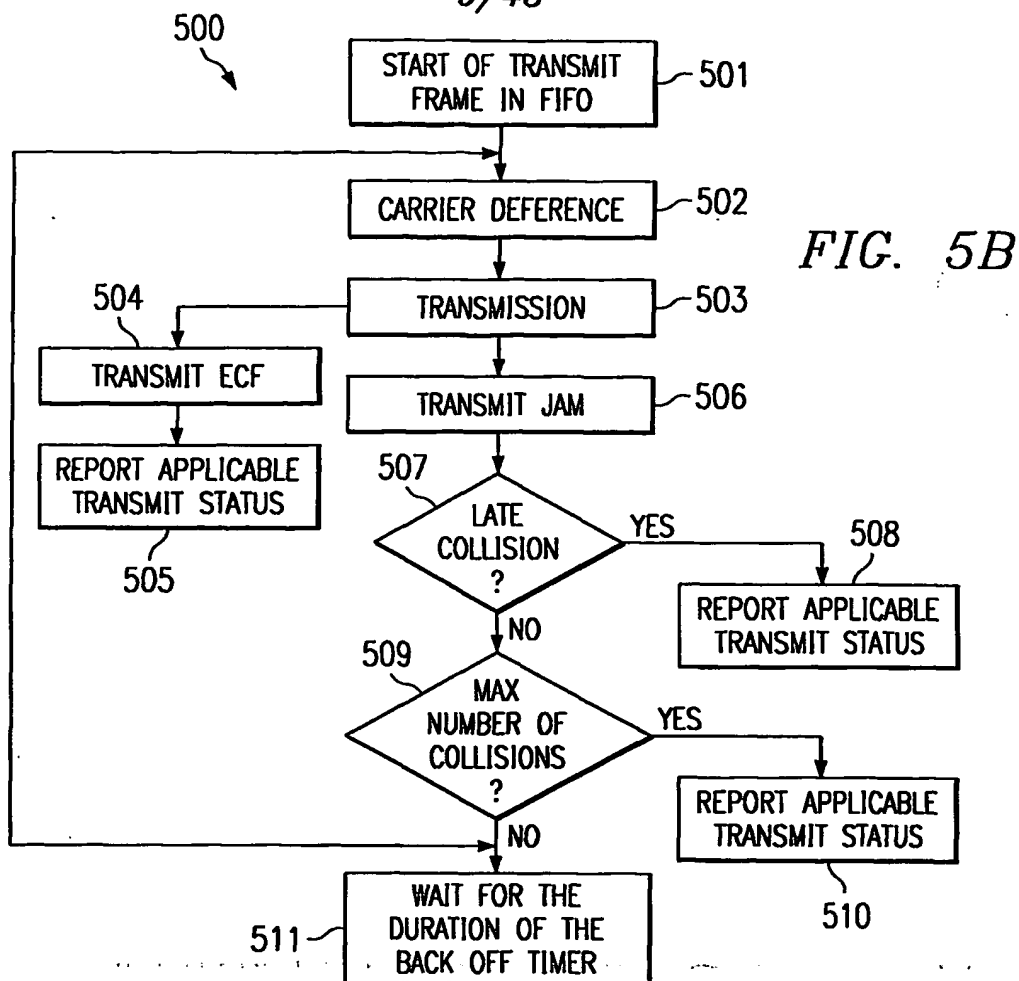 500
START OF TRANSMIT
FRAME IN FIFO
501
CARRIER DEFERENCE
502
FIG. 5B
TRANSMISSION
503
504
TRANSMIT ECF
TRANSMIT JAM
506
REPORT APPLICABLE
TRANSMIT STATUS
505
507
LATE
COLLISION
?
YES
508
REPORT APPLICABLE
TRANSMIT STATUS
NO
509
MAX
NUMBER OF
COLLISIONS
?
YES
REPORT APPLICABLE
TRANSMIT STATUS
510
NO
WAIT FOR THE
DURATION OF THE
BACK OFF TIMER
511